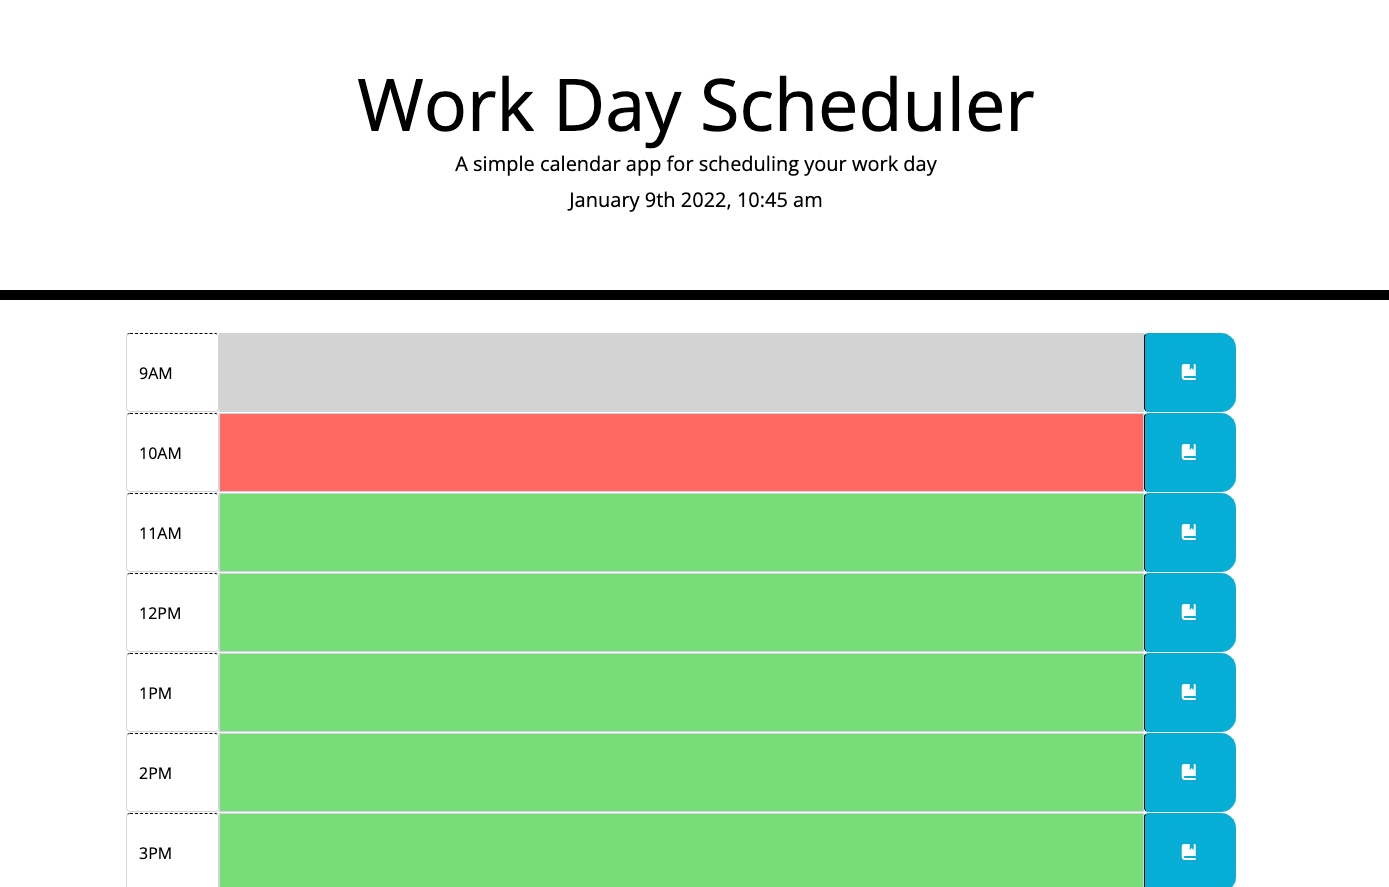 Work Day Scheduler
A simple calendar app for scheduling your work day
January 9th 2022, 10:45 am
9AM
10AM
11AM
12PM
1PM
2PM
3PM